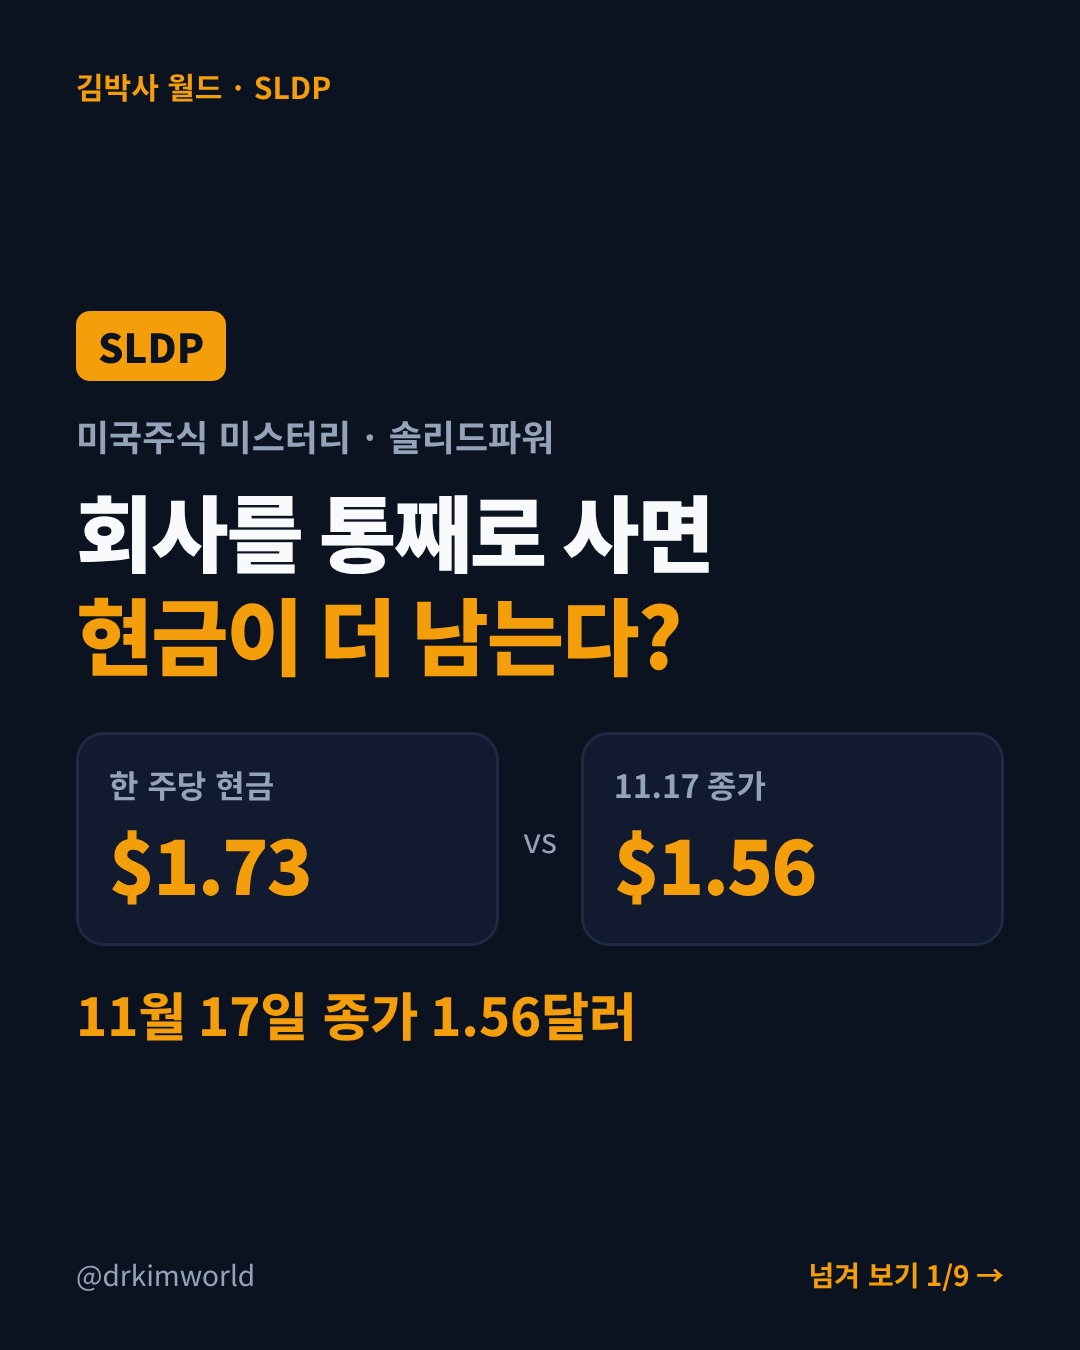 김박사 월드 · SLDP
SLDP
미국주식 미스터리 · 솔리드파워
회사를 통째로 사면
현금이 더 남는다?
한 주당 현금
$1.73
vs
11.17 종가
$1.56
11월 17일 종가 1.56달러
@drkimworld
넘겨 보기 1/9 →